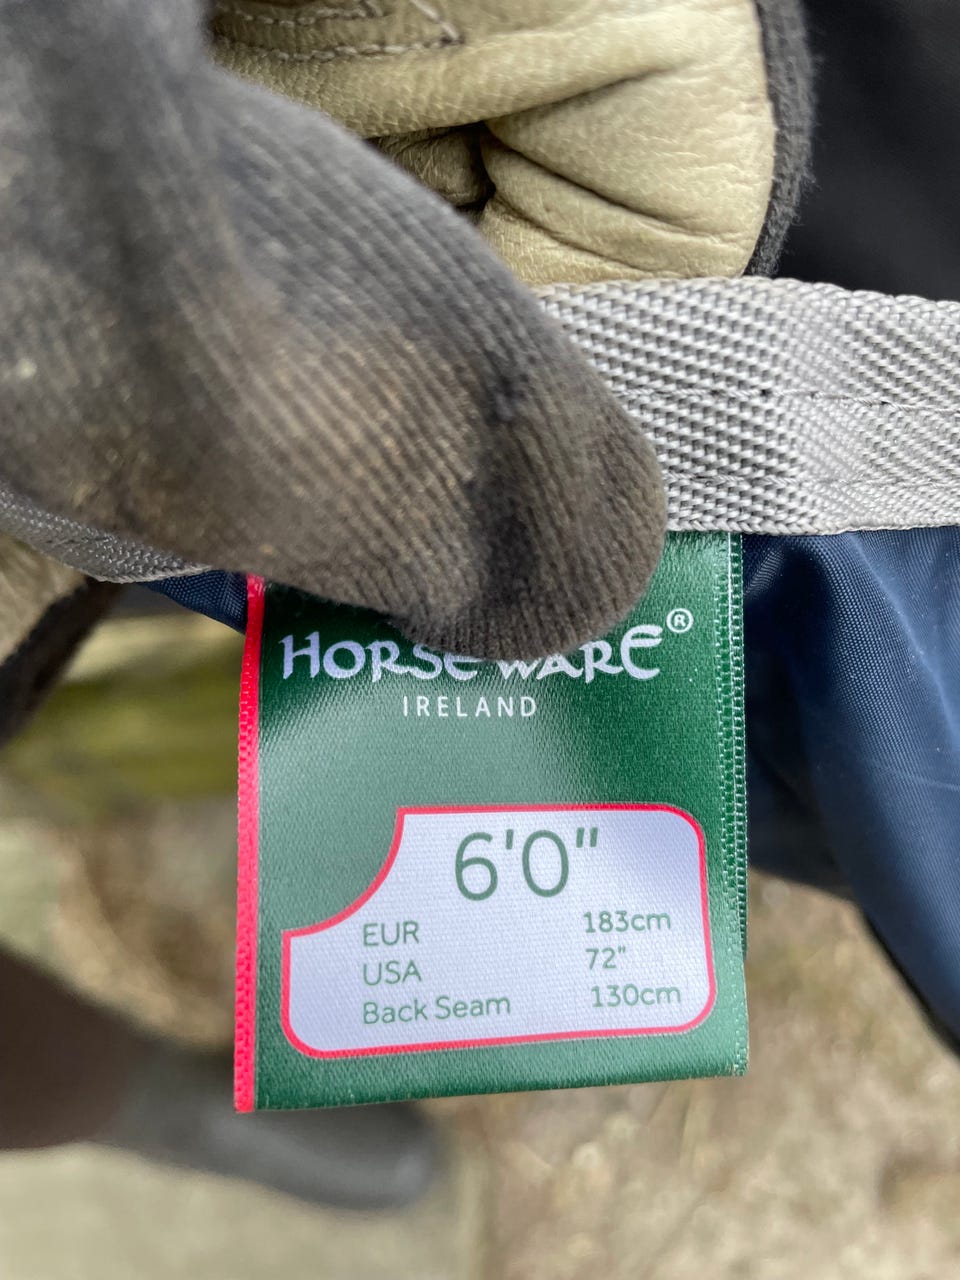 HORSEWARE®
IRELAND
6'0"
EUR 183cm
USA 72"
Back Seam 130cm